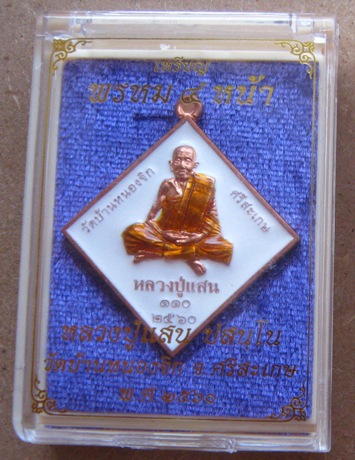 เหรียญ
พรหม ๔ หน้า
วัดบ้านหนองจิก
ศรีสะเกษ
หลวงปู่แสน
๑๑๐
๒๕๖๐
หลวงปู่แสน ปสนฺโน
วัดบ้านหนองจิก จ.ศรีสะเกษ
พ.ศ.๒๕๖๐